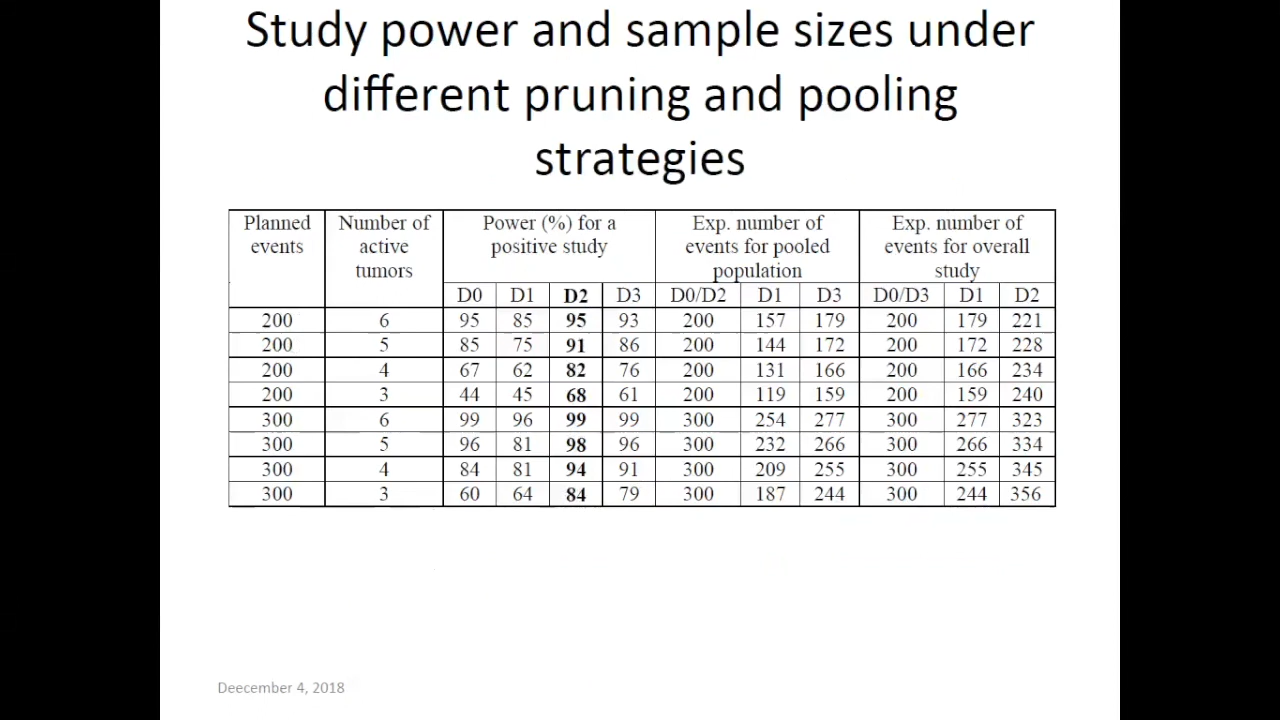 Study power and sample sizes under
different pruning and pooling
strategies
Planned events Number of active tumors Power (%) for a positive study Exp. number of events for pooled population Exp. number of events for overall study
D0 D1 D2 D3 D0/D2 D1 D3 D0/D3 D1 D2
200 6 95 85 95 93 200 157 179 200 179 221
200 5 85 75 91 86 200 144 172 200 172 228
200 4 67 62 82 76 200 131 166 200 166 234
200 3 44 45 68 61 200 119 159 200 159 240
300 6 99 96 99 99 300 254 277 300 277 323
300 5 96 81 98 96 300 232 266 300 266 334
300 4 84 81 94 91 300 209 255 300 255 345
300 3 60 64 84 79 300 187 244 300 244 356
Deecember 4, 2018